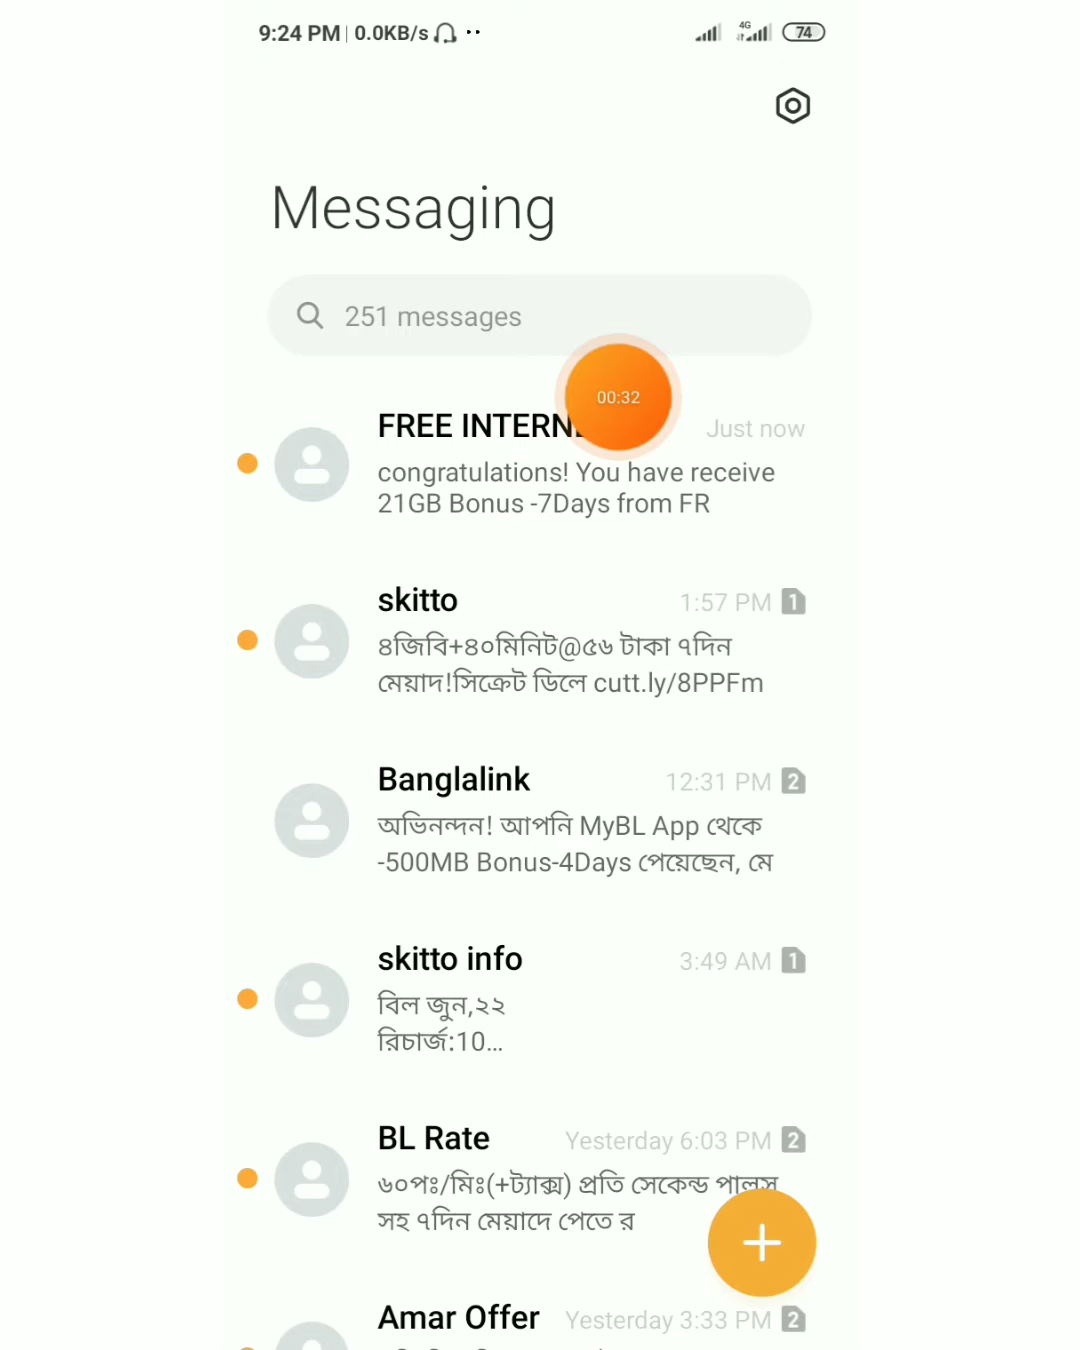 9:24 PM 0.0KB/s 4G 74
Messaging
251 messages
00:32
FREE Just now
congratulations! You have receive
21GB Bonus -7Days from FR
skitto 1:57 PM 1
৪জিবি+৪০মিনিট@৫৬ টাকা ৭দিন
মেয়াদ!সিক্রেট ডিলে cutt.ly/8PPFm
Banglalink 12:31 PM 2
অভিনন্দন! আপনি MyBL App থেকে
-500MB Bonus-4Days পেয়েছেন, মে
skitto info 3:49 AM 1
বিল জুন,২২
রিচার্জ:10...
BL Rate Yesterday 6:03 PM 2
৬০পঃ/মিঃ(+ট্যাক্স) প্রতি সেকেন্ড পালস
সহ ৭দিন মেয়াদে পেতে র
Amar Offer Yesterday 3:33 PM 2